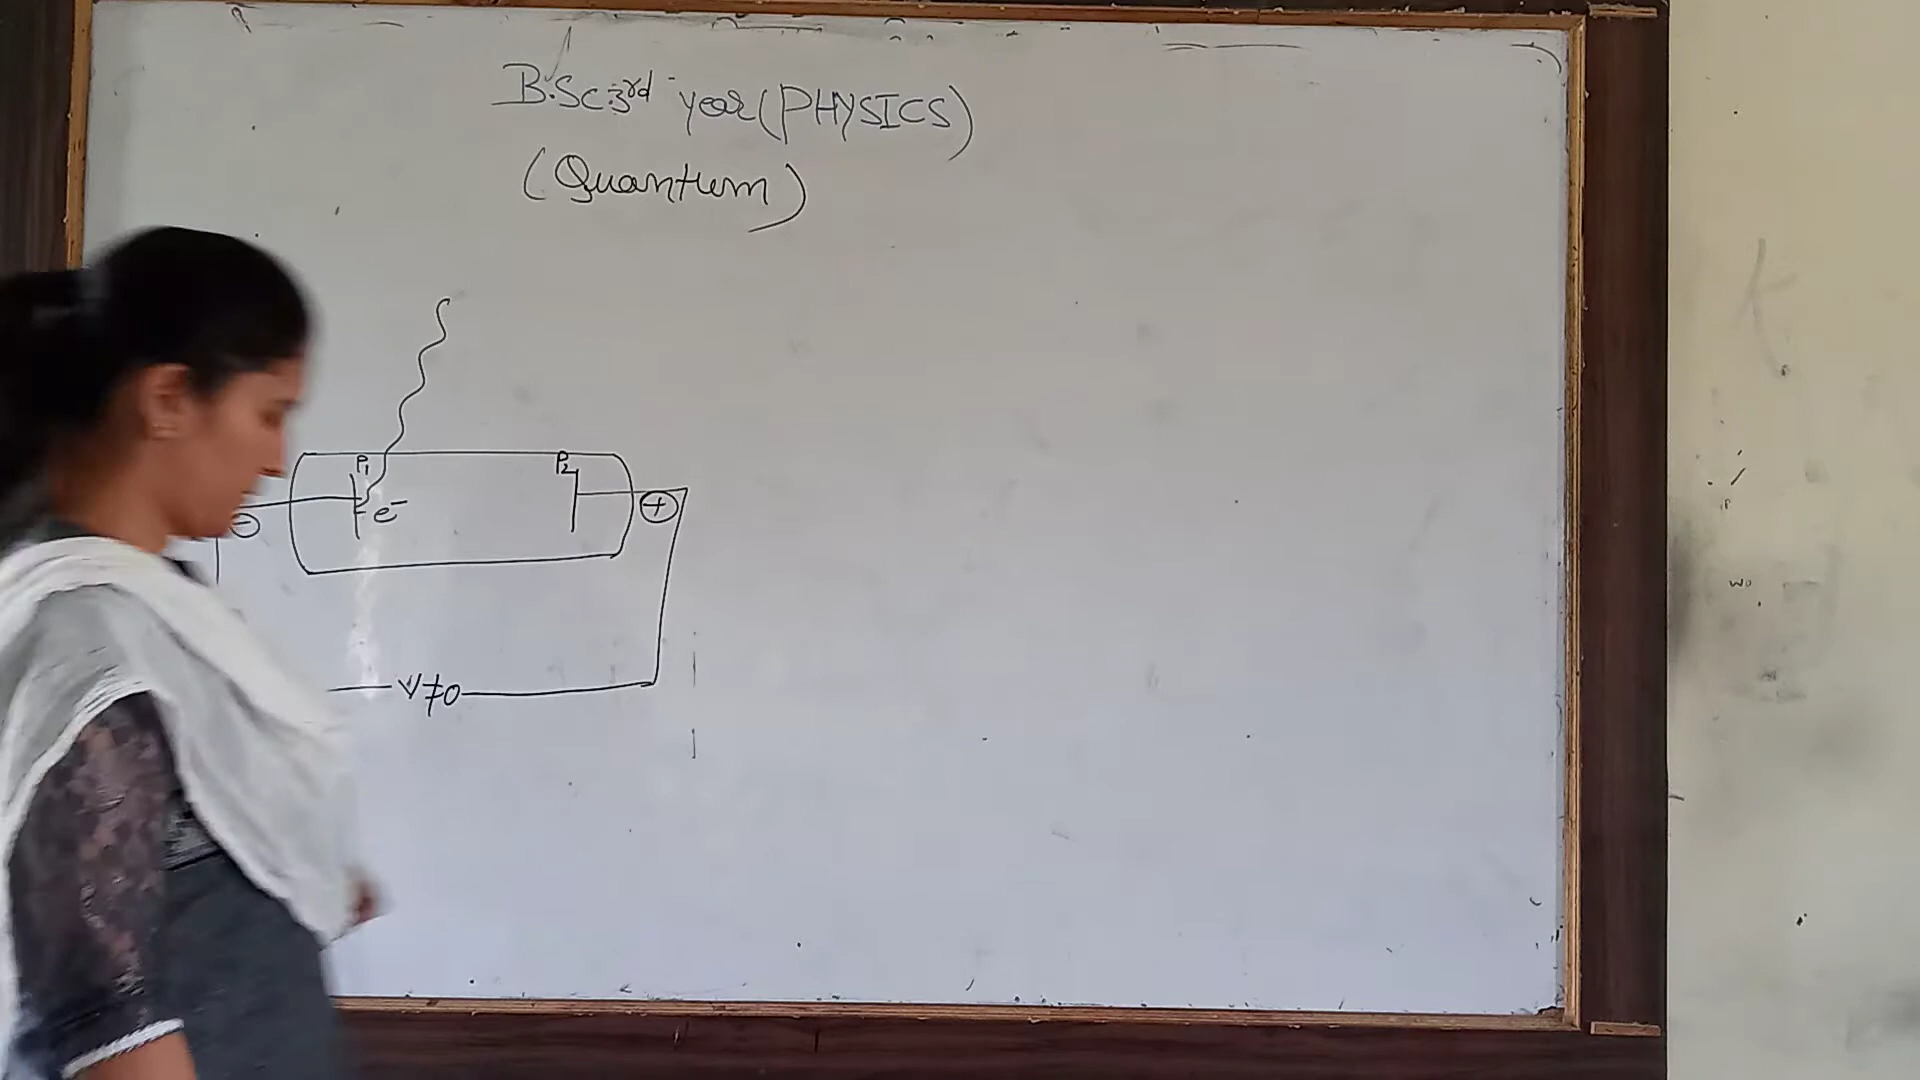 B.Sc. 3rd year (PHYSICS)
(Quantum)
P1 P2
e-
- +
V≠0